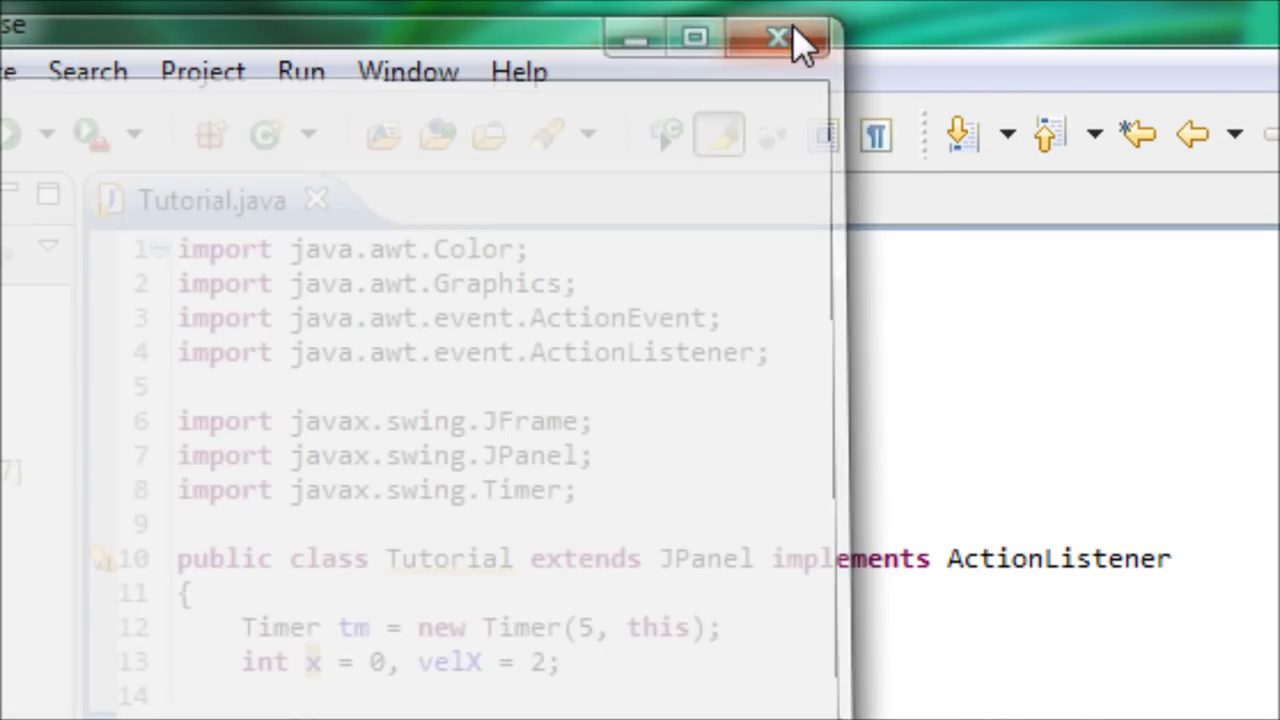 se
e Search Project Run Window Help
Tutorial.java
1 import java.awt.Color;
2 import java.awt.Graphics;
3 import java.awt.event.ActionEvent;
4 import java.awt.event.ActionListener;
5
6 import javax.swing.JFrame;
7 import javax.swing.JPanel;
8 import javax.swing.Timer;
9
7]
10 public class Tutorial extends JPanel implements ActionListener
11 {
12 Timer tm = new Timer(5, this);
13 int x = 0, velX = 2;
14